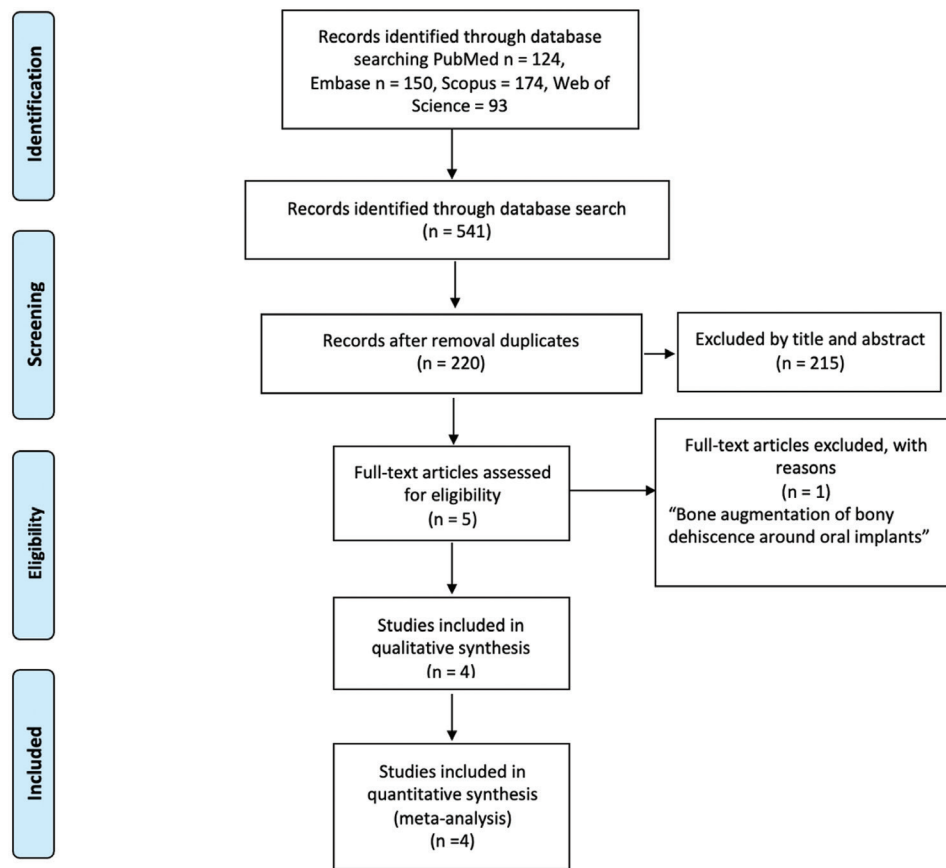 Identification
Records identified through database
searching PubMed n = 124,
Embase n = 150, Scopus = 174, Web of
Science = 93
Records identified through database search
(n = 541)
Screening
Records after removal duplicates
(n = 220)
Excluded by title and abstract
(n = 215)
Eligibility
Full-text articles assessed
for eligibility
(n = 5)
Full-text articles excluded, with
reasons
(n = 1)
“Bone augmentation of bony
dehiscence around oral implants”
Studies included in
qualitative synthesis
(n = 4)
Included
Studies included in
quantitative synthesis
(meta-analysis)
(n =4)